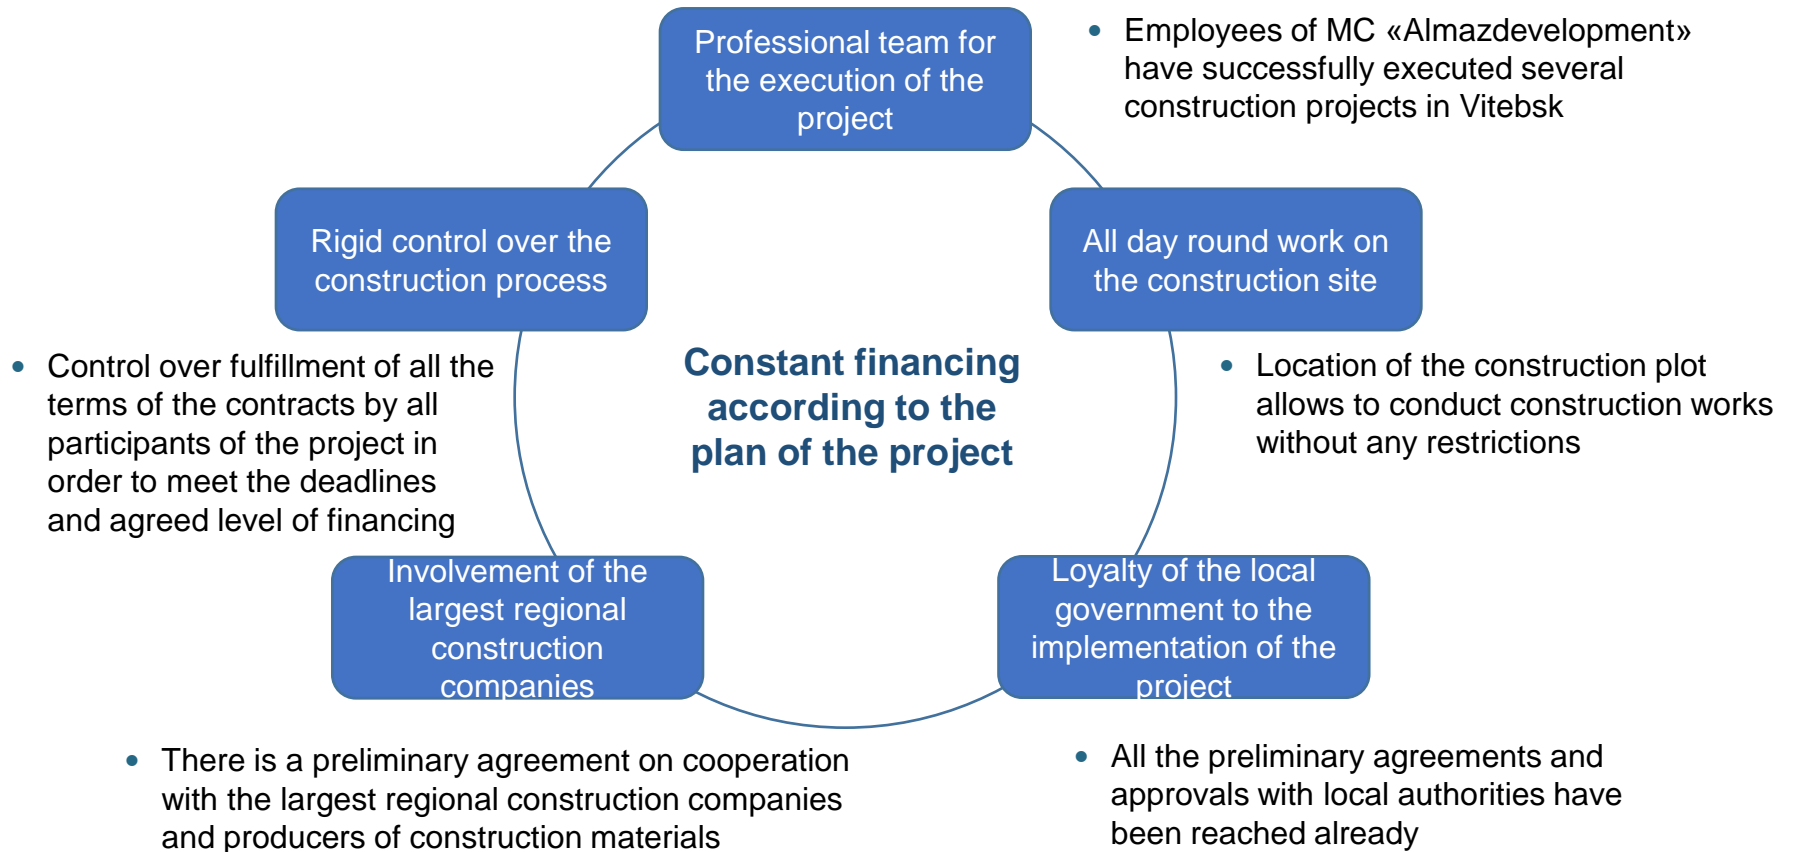 Professional team for
the execution of the
project
• Employees of MC «Almazdevelopment»
have successfully executed several
construction projects in Vitebsk
Rigid control over the
construction process
All day round work on
the construction site
• Control over fulfillment of all the
terms of the contracts by all
participants of the project in
order to meet the deadlines
and agreed level of financing
Constant financing
according to the
plan of the project
• Location of the construction plot
allows to conduct construction works
without any restrictions
Involvement of the
largest regional
construction
companies
Loyalty of the local
government to the
implementation of the
project
• There is a preliminary agreement on cooperation
with the largest regional construction companies
and producers of construction materials
• All the preliminary agreements and
approvals with local authorities have
been reached already